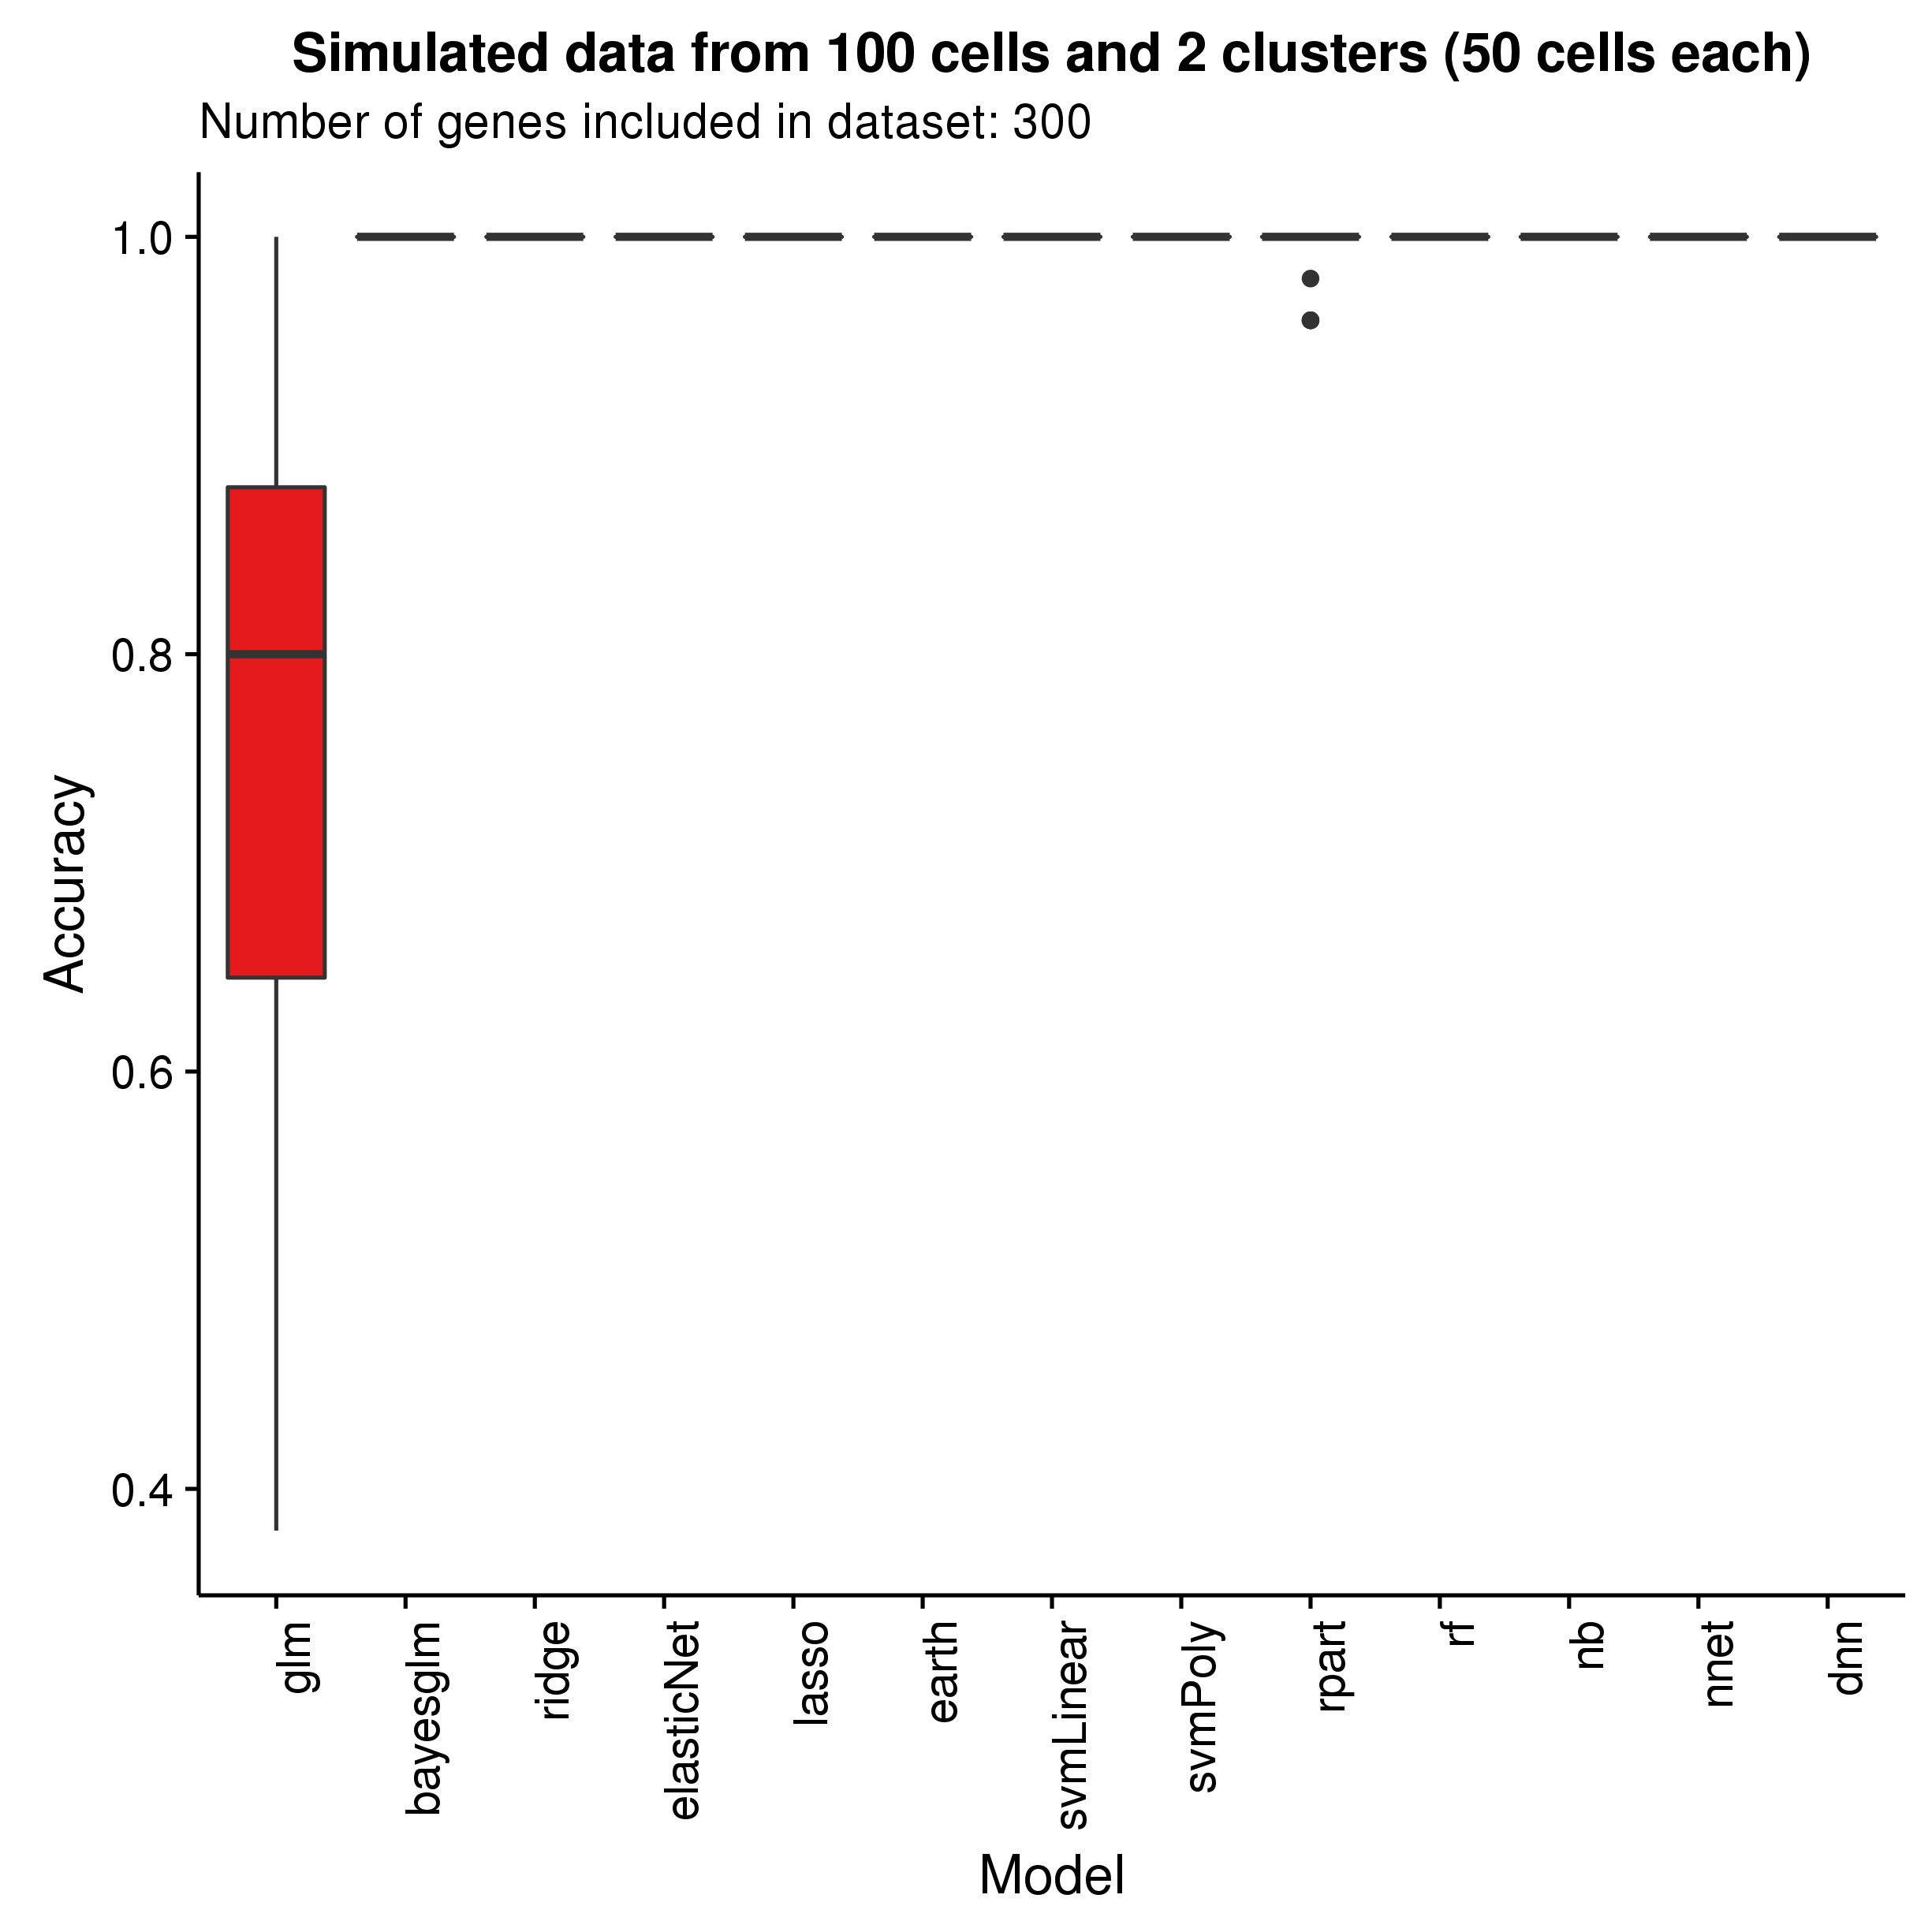 Simulated data from 100 cells and 2 clusters (50 cells each)
Number of genes included in dataset: 300
1.0
0.8
0.6
0.4
Accuracy
glm
bayesglm
ridge
elasticNet
lasso
earth
svmLinear
svmPoly
rpart
rf
nb
nnet
dnn
Model